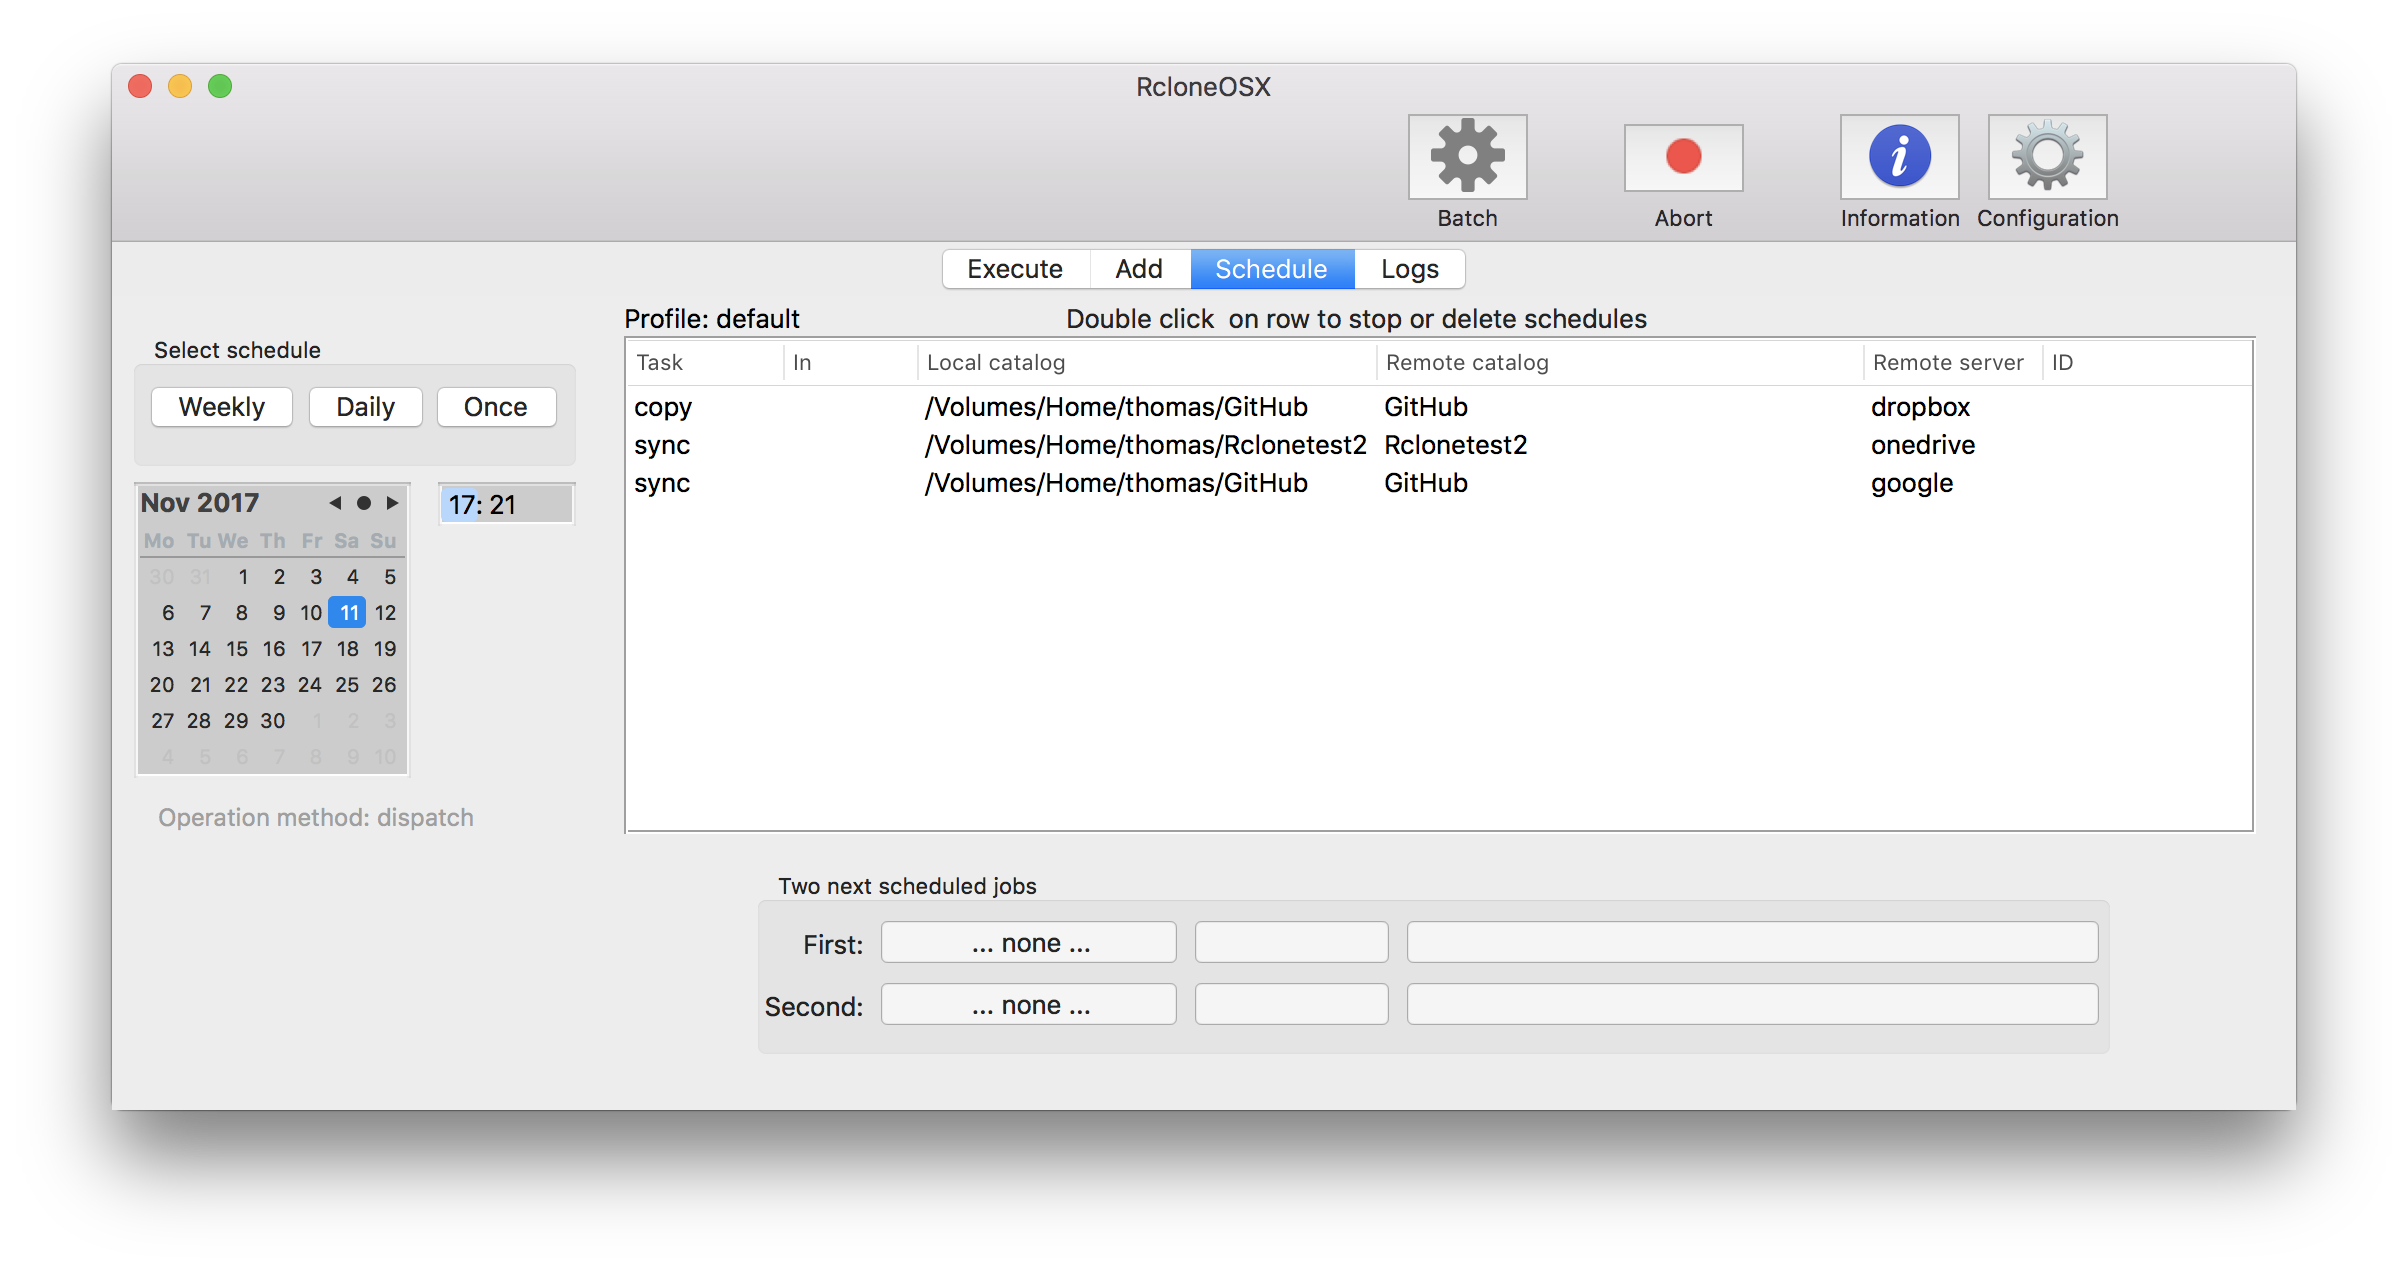 RcloneOSX
Batch
Abort
Information
Configuration
Execute
Add
Schedule
Logs
Profile: default
Double click  on row to stop or delete schedules
Select schedule
Weekly
Daily
Once
Nov 2017
Mo Tu We Th Fr Sa Su
30 31 1 2 3 4 5
6 7 8 9 10 11 12
13 14 15 16 17 18 19
20 21 22 23 24 25 26
27 28 29 30 1 2 3
4 5 6 7 8 9 10
17: 21
Operation method: dispatch
Task In Local catalog Remote catalog Remote server ID
copy /Volumes/Home/thomas/GitHub GitHub dropbox
sync /Volumes/Home/thomas/Rclonetest2 Rclonetest2 onedrive
sync /Volumes/Home/thomas/GitHub GitHub google
Two next scheduled jobs
First: ... none ...
Second: ... none ...